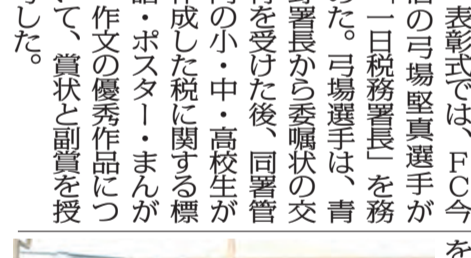 表彰式では、ＦＣ今
の弓場堅真選手が
「一日税務署長」を務
めた。弓場選手は、青
署長から委嘱状の交
を受けた後、同署管
の小・中・高校生が
作成した税に関する標
・ポスター・まんが
作文の優秀作品につ
いて、賞状と副賞を授
した。
を